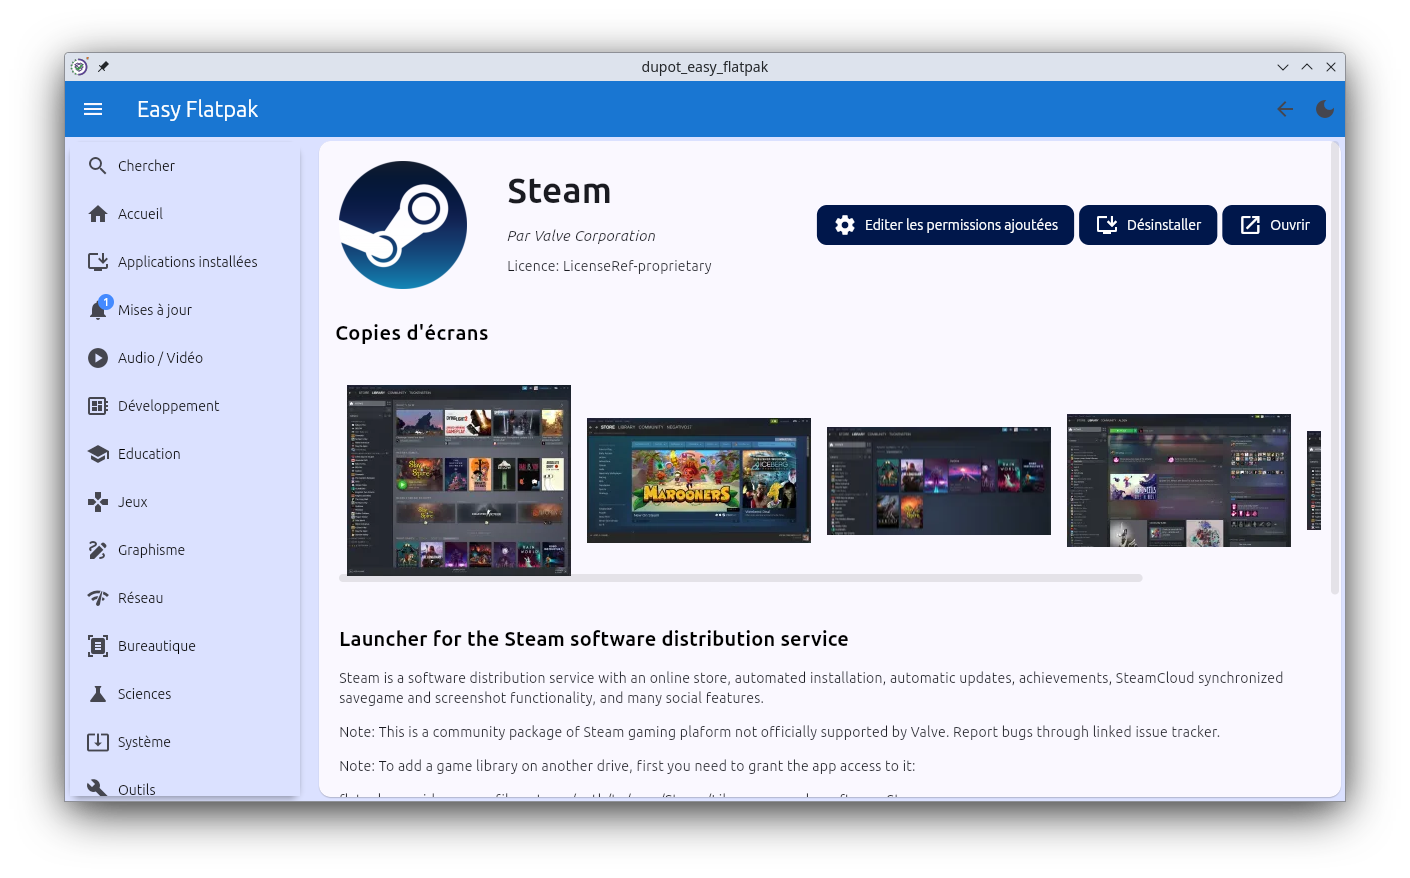 dupot_easy_flatpak
Easy Flatpak
Chercher
Accueil
Applications installées
1
Mises à jour
Audio / Vidéo
Développement
Education
Jeux
Graphisme
Réseau
Bureautique
Sciences
Système
Outils
Steam
Par Valve Corporation
Licence: LicenseRef-proprietary
Editer les permissions ajoutées
Désinstaller
Ouvrir
Copies d'écrans
STORE LIBRARY COMMUNITY
MAROONERS
ICEBERG
Launcher for the Steam software distribution service
Steam is a software distribution service with an online store, automated installation, automatic updates, achievements, SteamCloud synchronized
savegame and screenshot functionality, and many social features.
Note: This is a community package of Steam gaming plaform not officially supported by Valve. Report bugs through linked issue tracker.
Note: To add a game library on another drive, first you need to grant the app access to it: